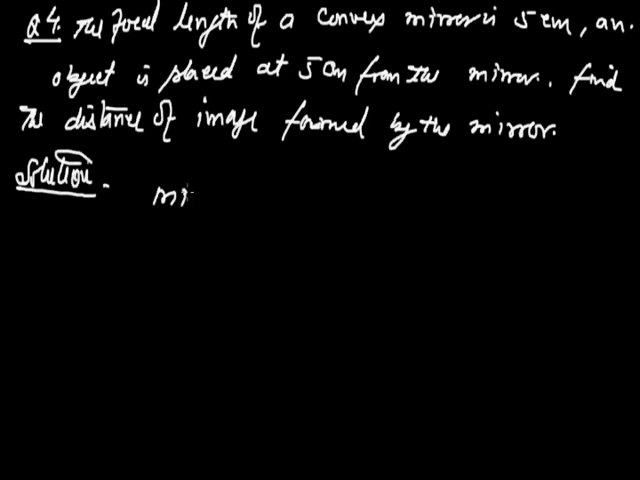 Q4. The focal length of a convex mirror is 5 cm, an
object is placed at 5 cm from the mirror. find
The distance of image formed by the mirror.
Solution. mi